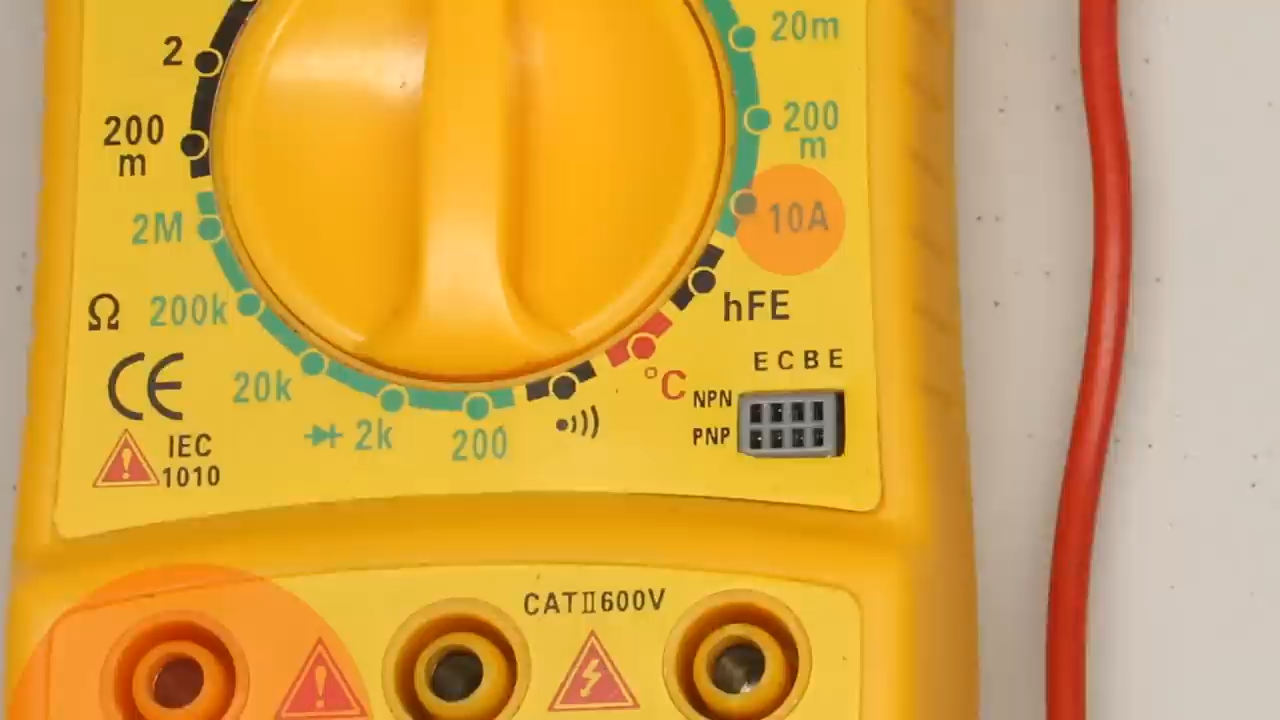 2
20m
200
m
200
m
2M
10A
Ω
200k
hFE
20k
2k
200
°C
E C B E
NPN
PNP
CE
IEC
1010
CATII600V